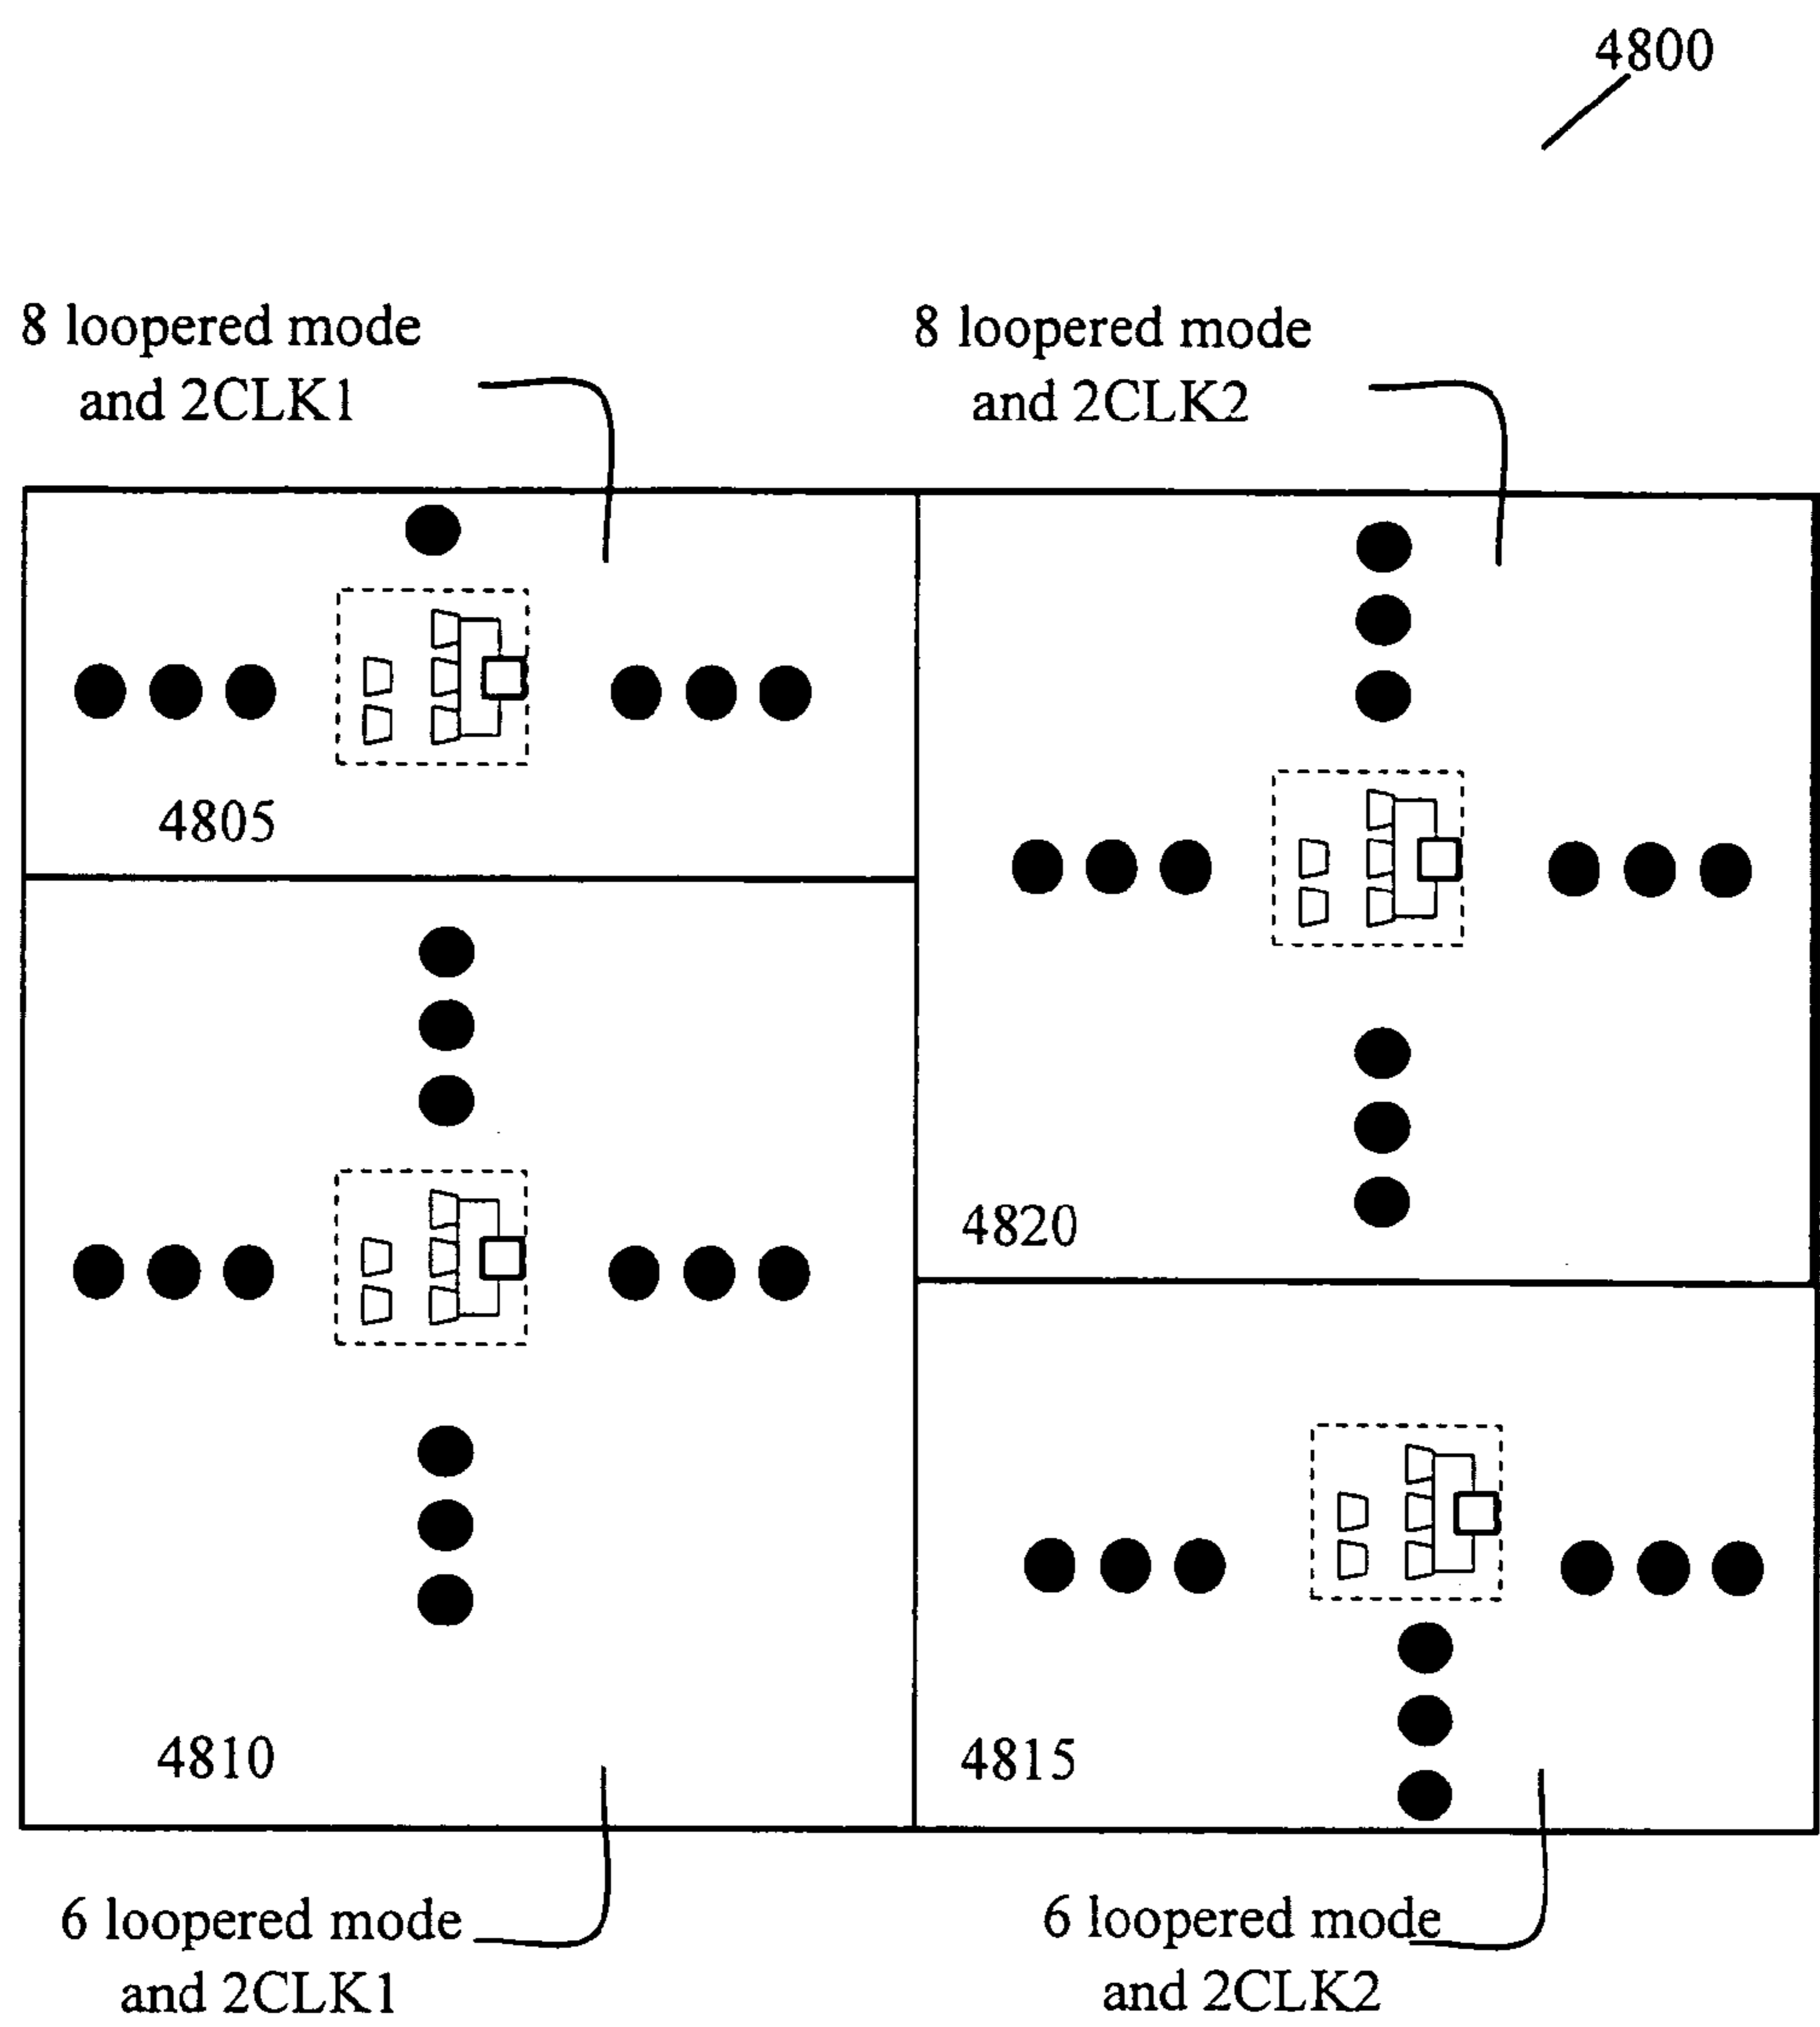 4800
8 loopered mode
and 2CLK1
8 loopered mode
and 2CLK2
4805
4820
4810
4815
6 loopered mode
and 2CLK1
6 loopered mode
and 2CLK2